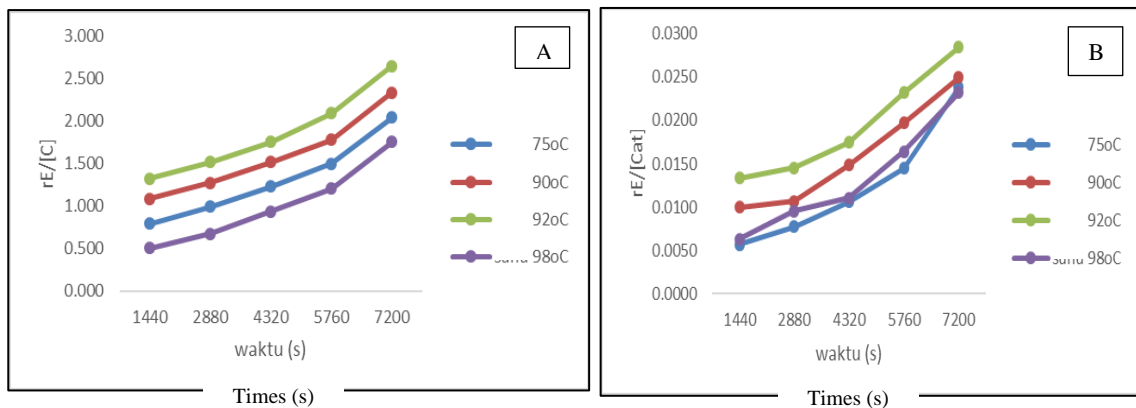 A
rE/[C]
3.000
2.500
2.000
1.500
1.000
0.500
0.000
1440 2880 4320 5760 7200
waktu (s)
75oC
90oC
92oC
98oC
Times (s)
B
rE/[Cat]
0.0300
0.0250
0.0200
0.0150
0.0100
0.0050
0.0000
1440 2880 4320 5760 7200
waktu (s)
75oC
90oC
92oC
98oC
Times (s)